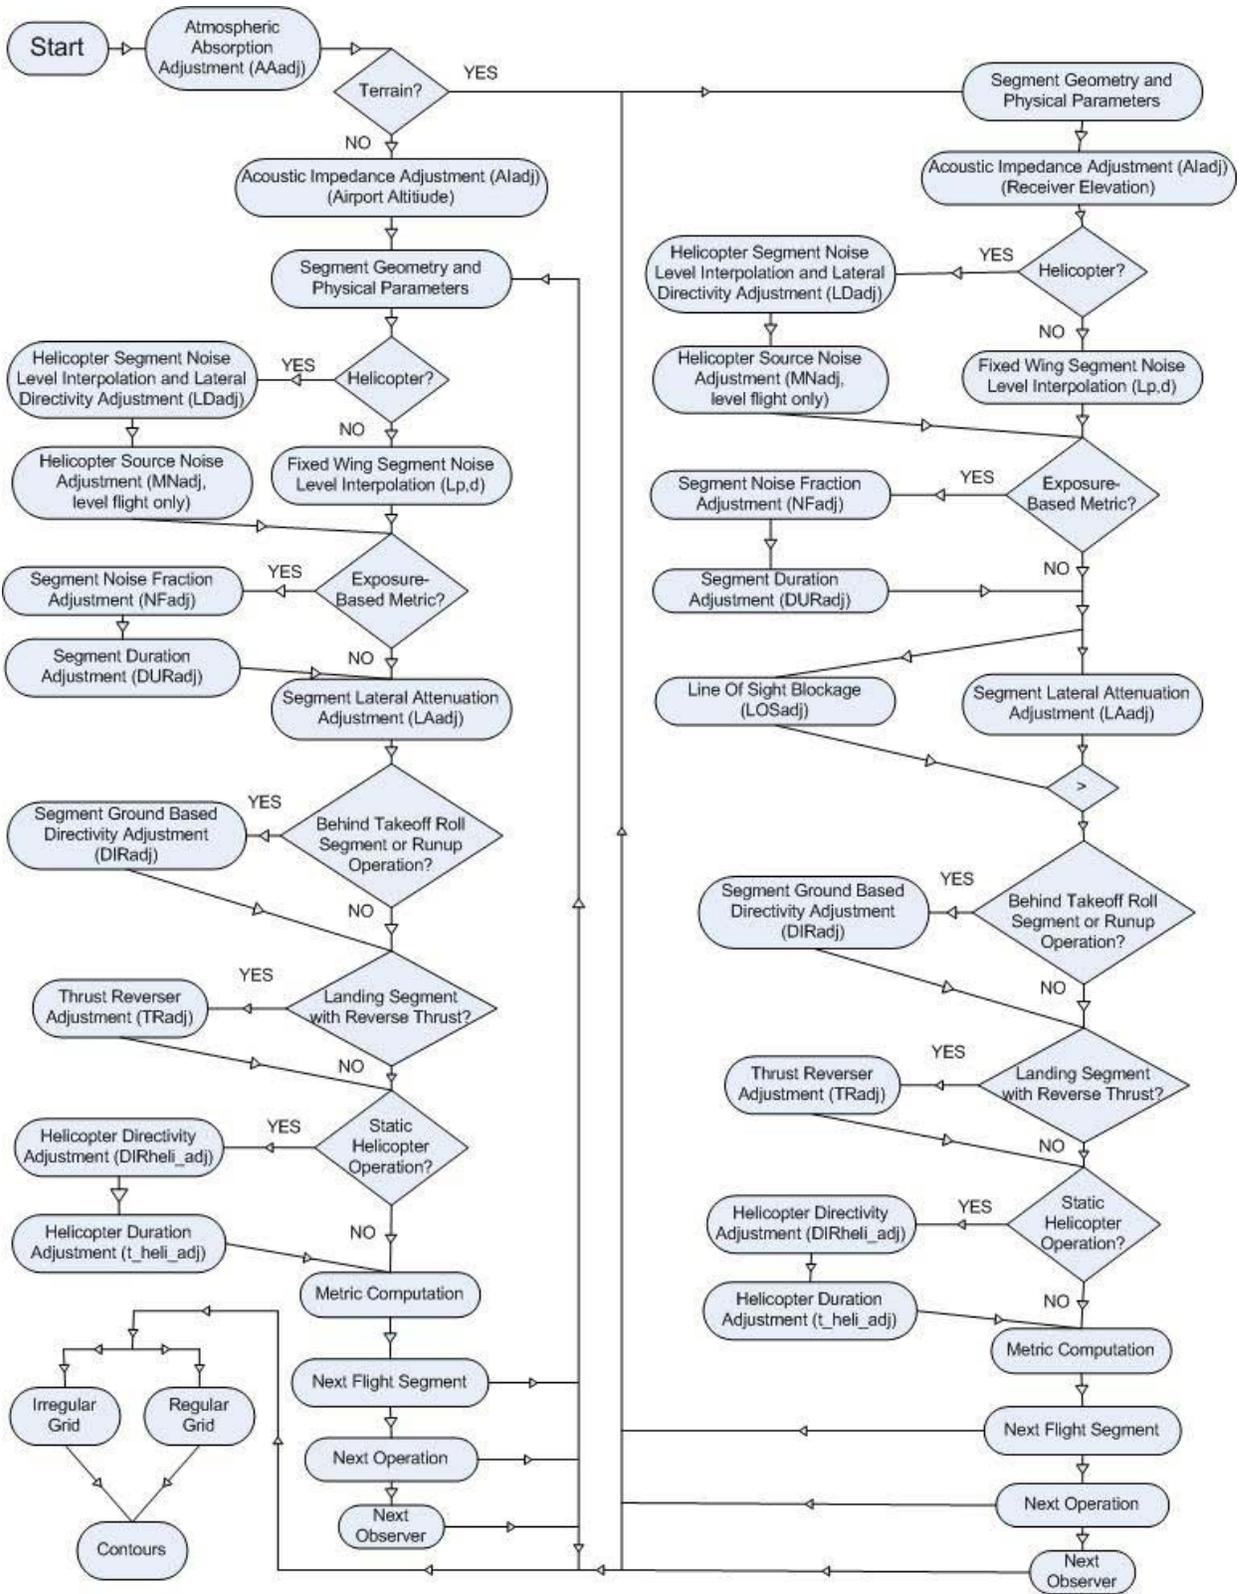 Start
Atmospheric
Absorption
Adjustment (AAadj)
Terrain?
YES
NO
Acoustic Impedance Adjustment (AIadj)
(Airport Altitiude)
Segment Geometry and
Physical Parameters
Helicopter?
YES
Helicopter Segment Noise
Level Interpolation and Lateral
Directivity Adjustment (LDadj)
Helicopter Source Noise
Adjustment (MNadj,
level flight only)
NO
Fixed Wing Segment Noise
Level Interpolation (Lp,d)
Exposure-
Based Metric?
YES
Segment Noise Fraction
Adjustment (NFadj)
Segment Duration
Adjustment (DURadj)
NO
Segment Lateral Attenuation
Adjustment (LAadj)
Behind Takeoff Roll
Segment or Runup
Operation?
YES
Segment Ground Based
Directivity Adjustment
(DIRadj)
NO
Landing Segment
with Reverse Thrust?
YES
Thrust Reverser
Adjustment (TRadj)
NO
Static
Helicopter
Operation?
YES
Helicopter Directivity
Adjustment (DIRheli_adj)
Helicopter Duration
Adjustment (t_heli_adj)
NO
Metric Computation
Next Flight Segment
Next Operation
Next
Observer
Irregular
Grid
Regular
Grid
Contours
Segment Geometry and
Physical Parameters
Acoustic Impedance Adjustment (AIadj)
(Receiver Elevation)
Helicopter?
YES
Helicopter Segment Noise
Level Interpolation and Lateral
Directivity Adjustment (LDadj)
Helicopter Source Noise
Adjustment (MNadj,
level flight only)
NO
Fixed Wing Segment Noise
Level Interpolation (Lp,d)
Exposure-
Based Metric?
YES
Segment Noise Fraction
Adjustment (NFadj)
Segment Duration
Adjustment (DURadj)
NO
Line Of Sight Blockage
(LOSadj)
Segment Lateral Attenuation
Adjustment (LAadj)
>
Behind Takeoff Roll
Segment or Runup
Operation?
YES
Segment Ground Based
Directivity Adjustment
(DIRadj)
NO
Landing Segment
with Reverse Thrust?
YES
Thrust Reverser
Adjustment (TRadj)
NO
Static
Helicopter
Operation?
YES
Helicopter Directivity
Adjustment (DIRheli_adj)
Helicopter Duration
Adjustment (t_heli_adj)
NO
Metric Computation
Next Flight Segment
Next Operation
Next
Observer